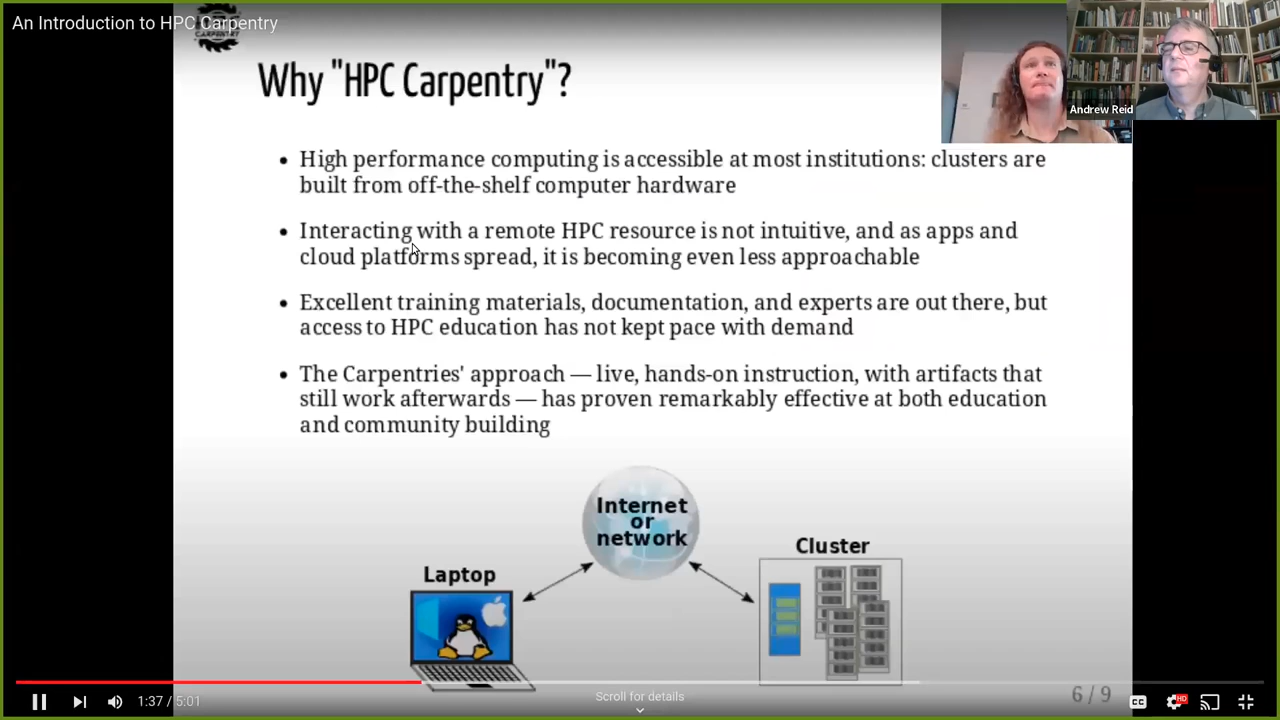 An Introduction to HPC Carpentry
CARPENTRY
Why "HPC Carpentry"?
Andrew Reid
• High performance computing is accessible at most institutions: clusters are
built from off-the-shelf computer hardware
• Interacting with a remote HPC resource is not intuitive, and as apps and
cloud platforms spread, it is becoming even less approachable
• Excellent training materials, documentation, and experts are out there, but
access to HPC education has not kept pace with demand
• The Carpentries' approach — live, hands-on instruction, with artifacts that
still work afterwards — has proven remarkably effective at both education
and community building
Internet
or
network
Laptop
Cluster
1:37 / 5:01
Scroll for details
6 / 9
CC
HD